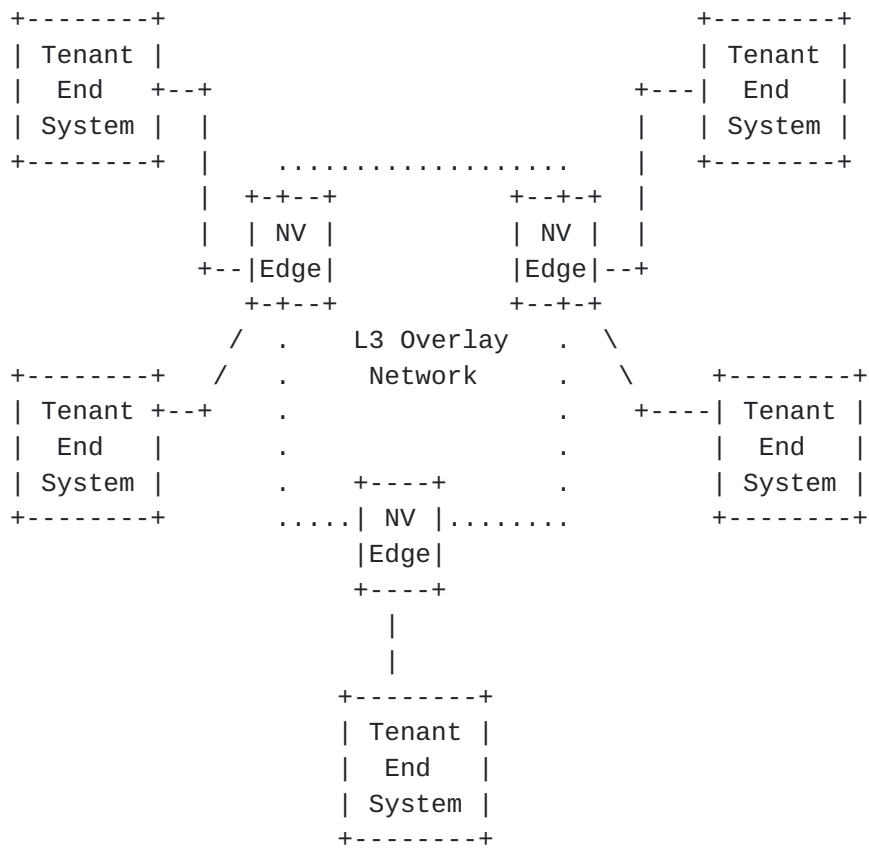 +--------+                                   +--------+
| Tenant |                                   | Tenant |
|  End   +--+                            +---|  End   |
| System |  |                            |   | System |
+--------+  |    ...................     |   +--------+
            |  +-+--+           +--+-+  |
            |  | NV |           | NV |  |
            +--|Edge|           |Edge|--+
               +-+--+           +--+-+
              /  .    L3 Overlay   .  \
+--------+   /   .     Network     .   \     +--------+
| Tenant +--+    .                 .    +----| Tenant |
|  End   |       .                 .         |  End   |
| System |       .    +----+       .         | System |
+--------+       .....| NV |........         +--------+
                      |Edge|
                      +----+
                        |
                        |
                     +--------+
                     | Tenant |
                     |  End   |
                     | System |
                     +--------+